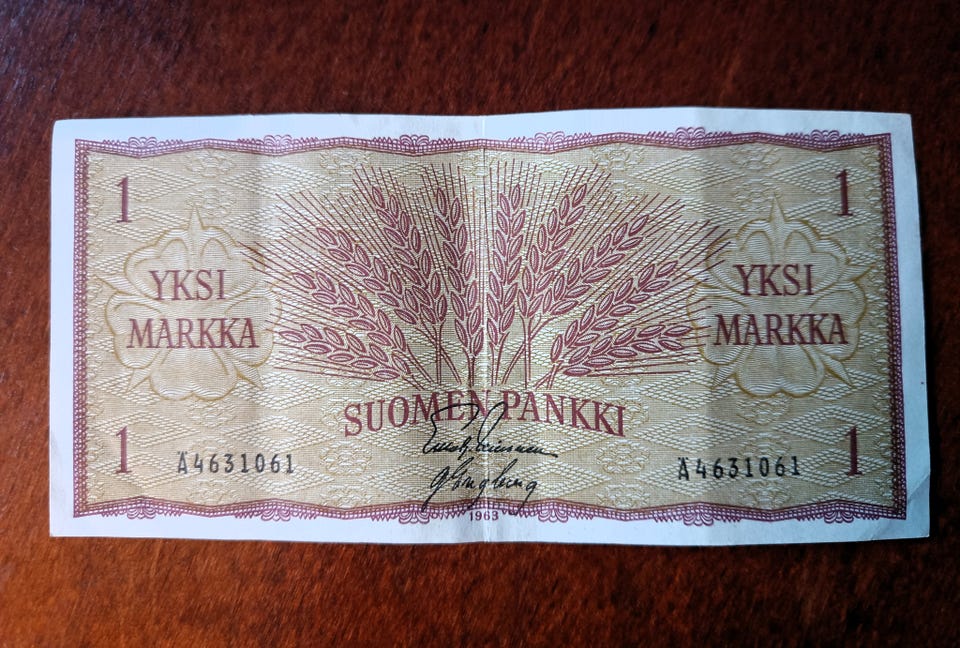 1 1
YKSI MARKKA
YKSI MARKKA
SUOMEN PANKKI
1 1
Ä4631061 Ä4631061
1963